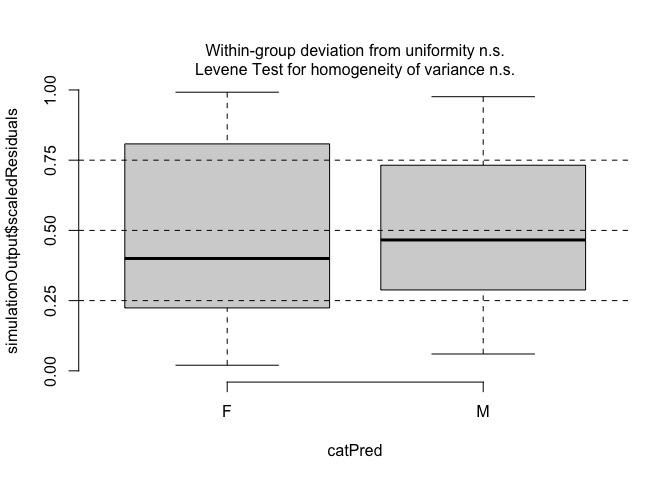 Within-group deviation from uniformity n.s.
Levene Test for homogeneity of variance n.s.
simulationOutput$scaledResiduals
1.00
0.75
0.50
0.25
0.00
F
M
catPred